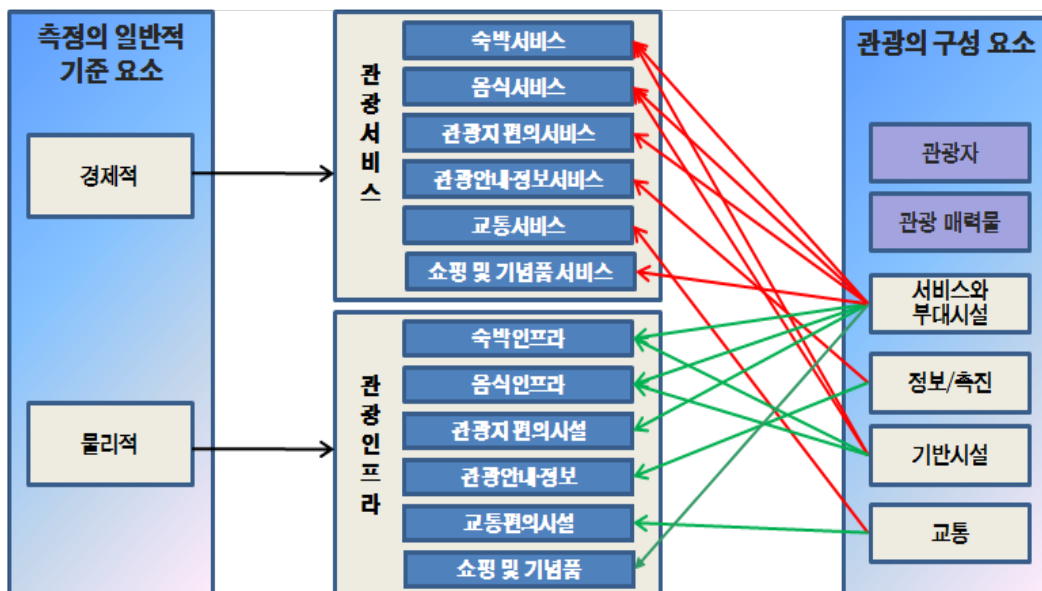 측정의 일반적
기준 요소
경제적
물리적
관광서비스
숙박서비스
음식서비스
관광지 편의서비스
관광안내·정보서비스
교통서비스
쇼핑 및 기념품 서비스
관광인프라
숙박인프라
음식인프라
관광지 편의시설
관광안내·정보
교통편의시설
쇼핑 및 기념품
관광의 구성 요소
관광자
관광 매력물
서비스와
부대시설
정보/촉진
기반시설
교통